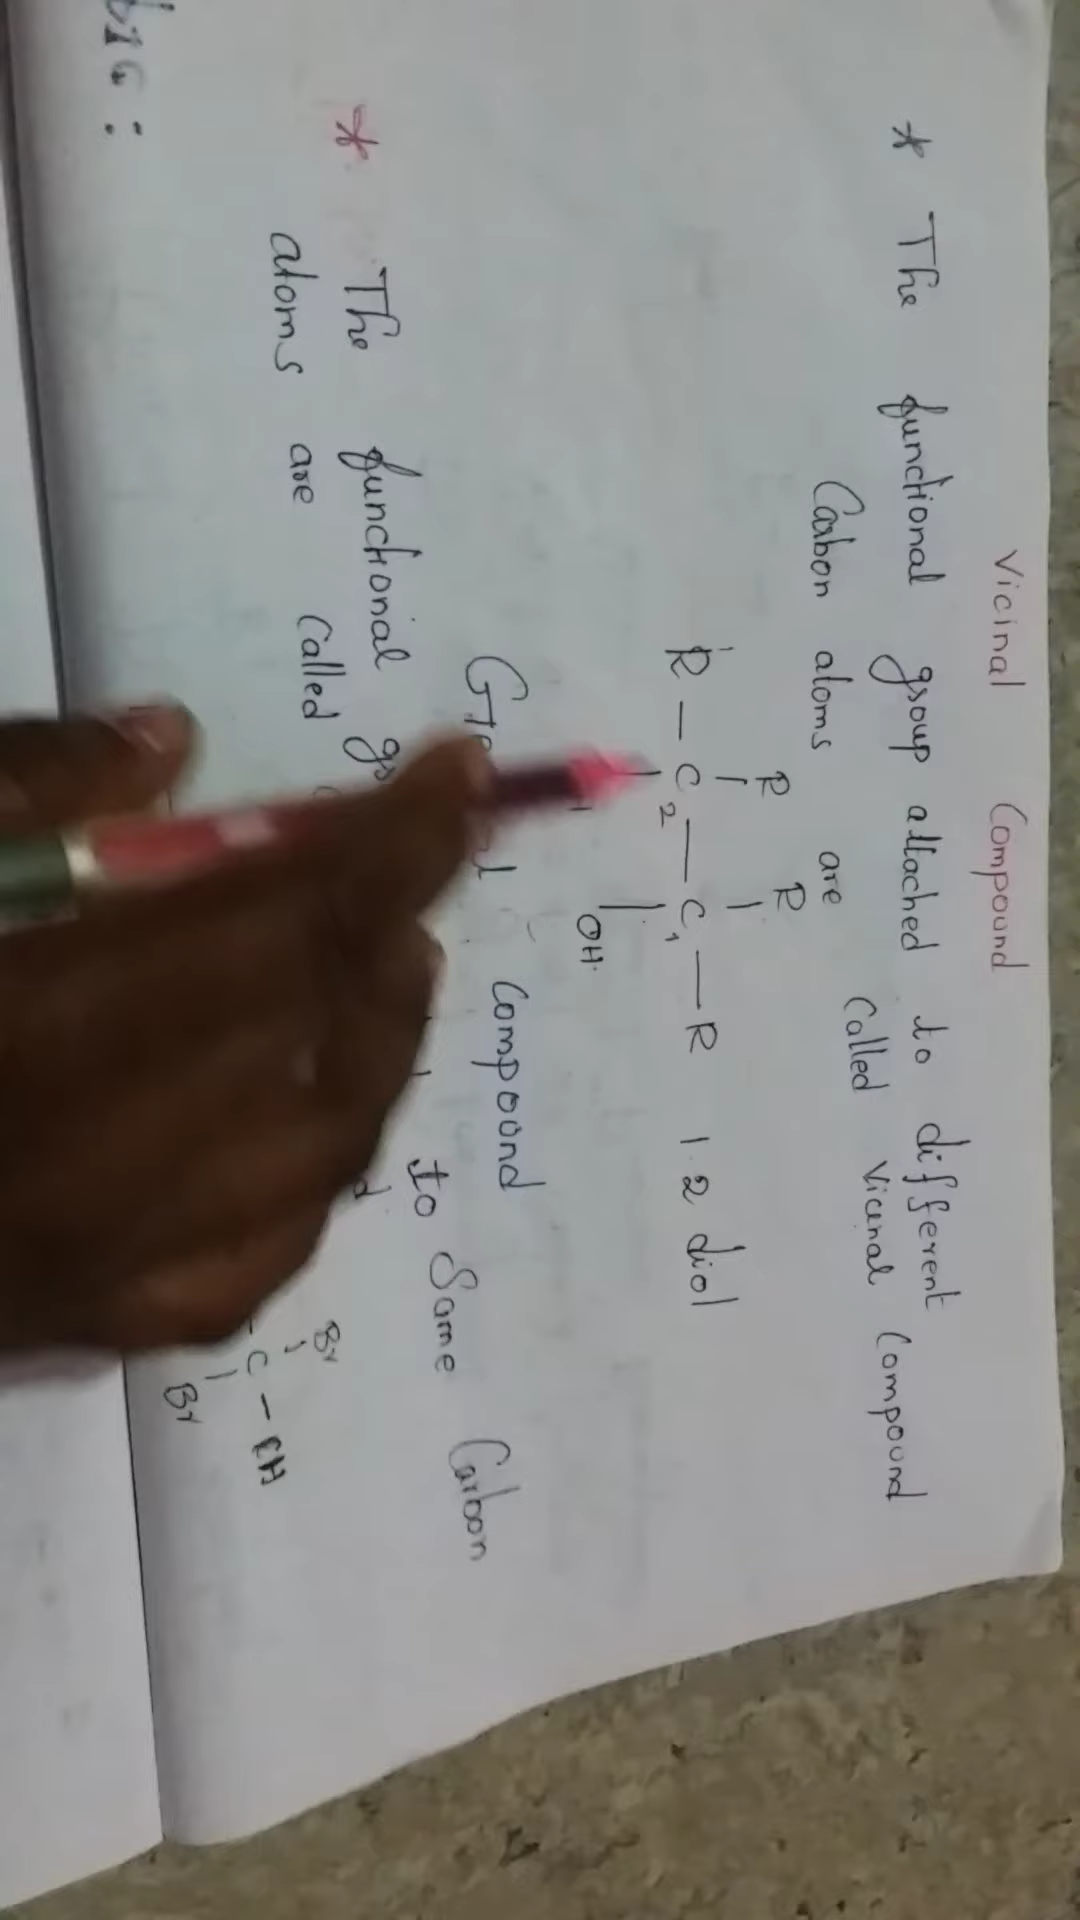 Vicinal Compound
* The functional group attached to different
Carbon atoms are Called Vicinal Compound
R R
R - C - C - R 1.2 diol
2 1
OH
Compound
* The functional to Same Carbon
atoms are Called
Br
- C - CH
Br